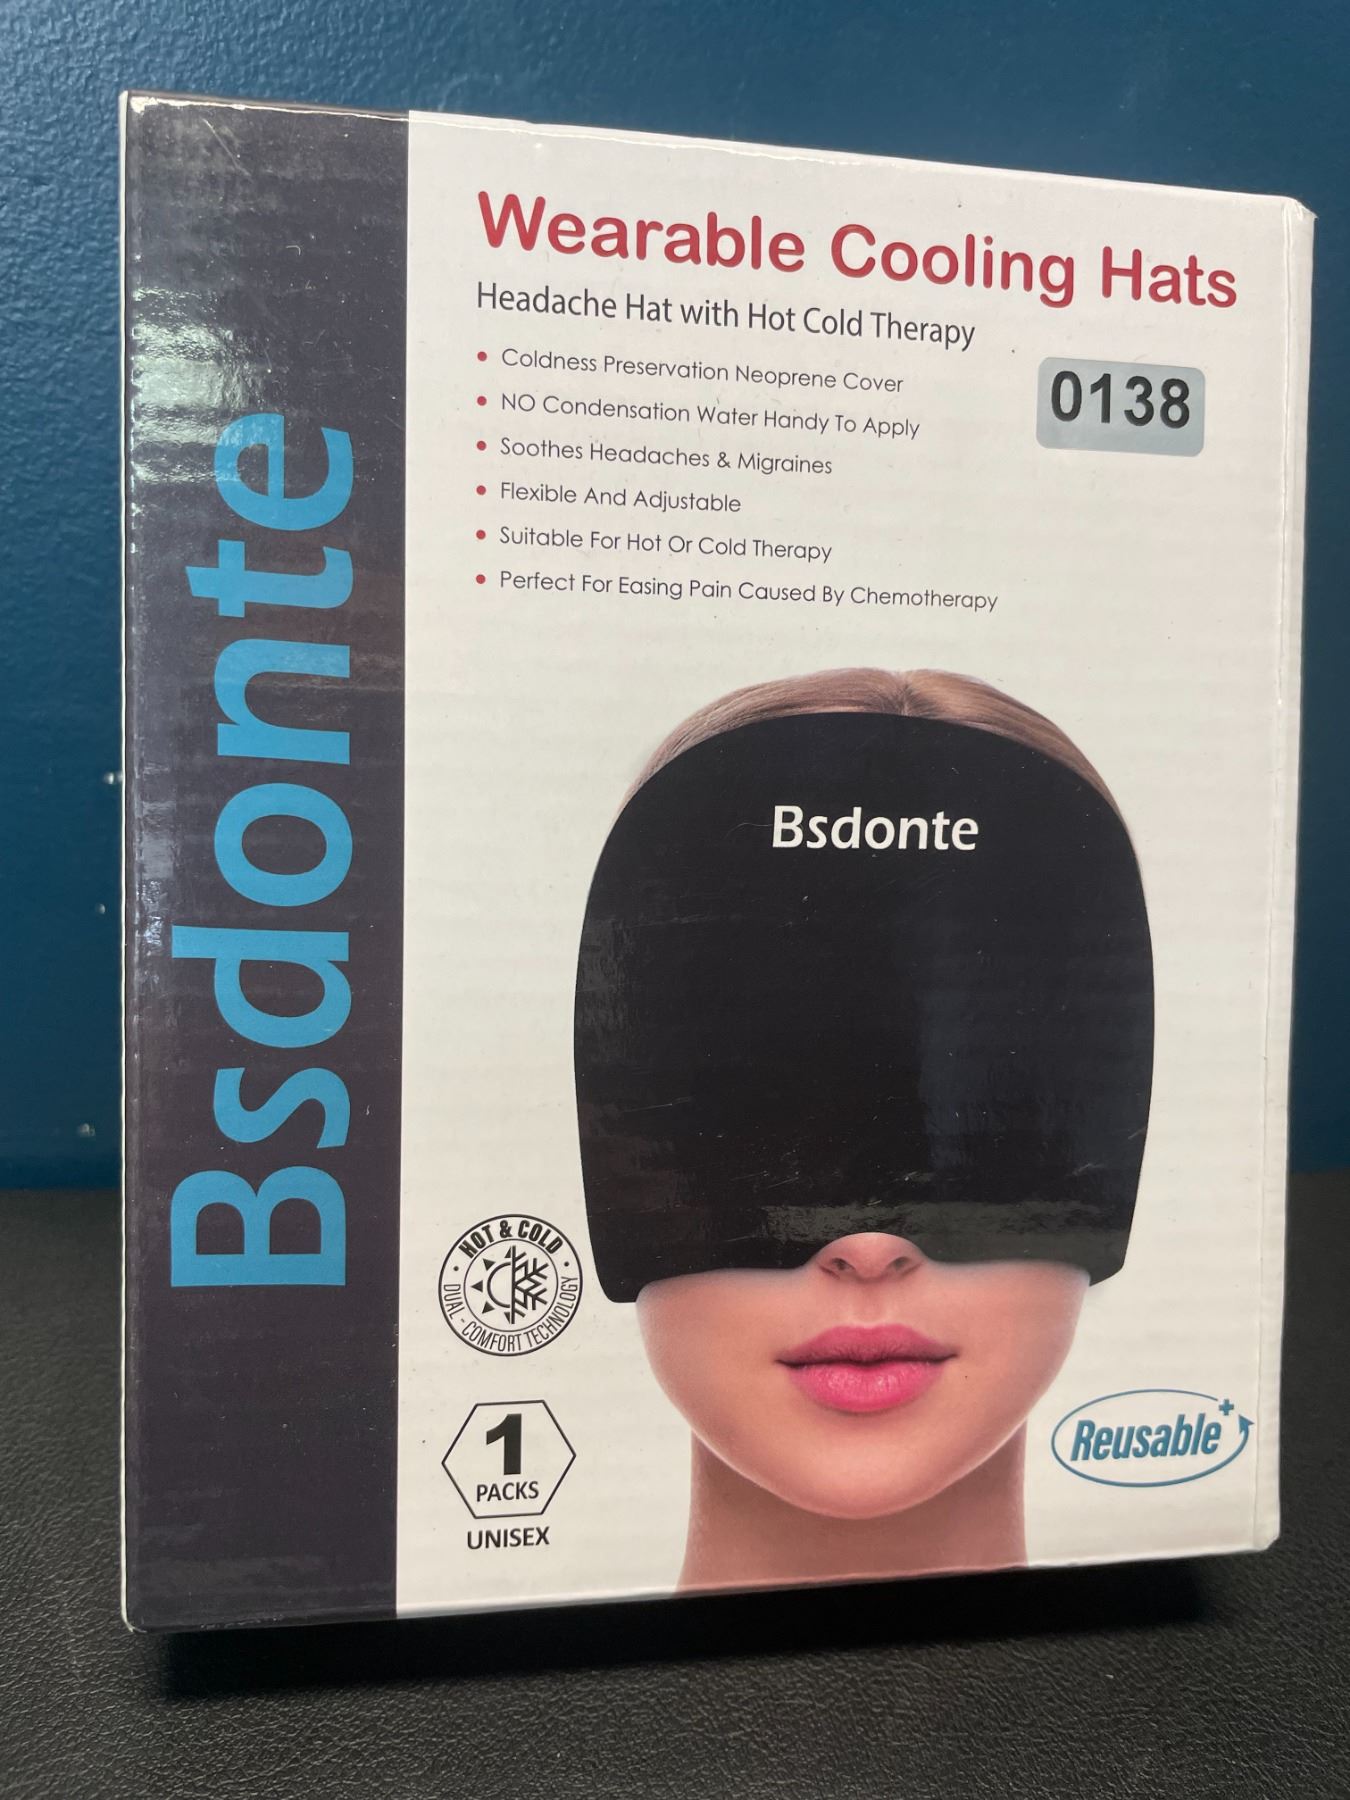 Bsdonte
Wearable Cooling Hats
Headache Hat with Hot Cold Therapy
• Coldness Preservation Neoprene Cover
• NO Condensation Water Handy To Apply
• Soothes Headaches & Migraines
• Flexible And Adjustable
• Suitable For Hot Or Cold Therapy
• Perfect For Easing Pain Caused By Chemotherapy
0138
Bsdonte
HOT & COLD
DUAL - COMFORT TECHNOLOGY
1
PACKS
UNISEX
Reusable+